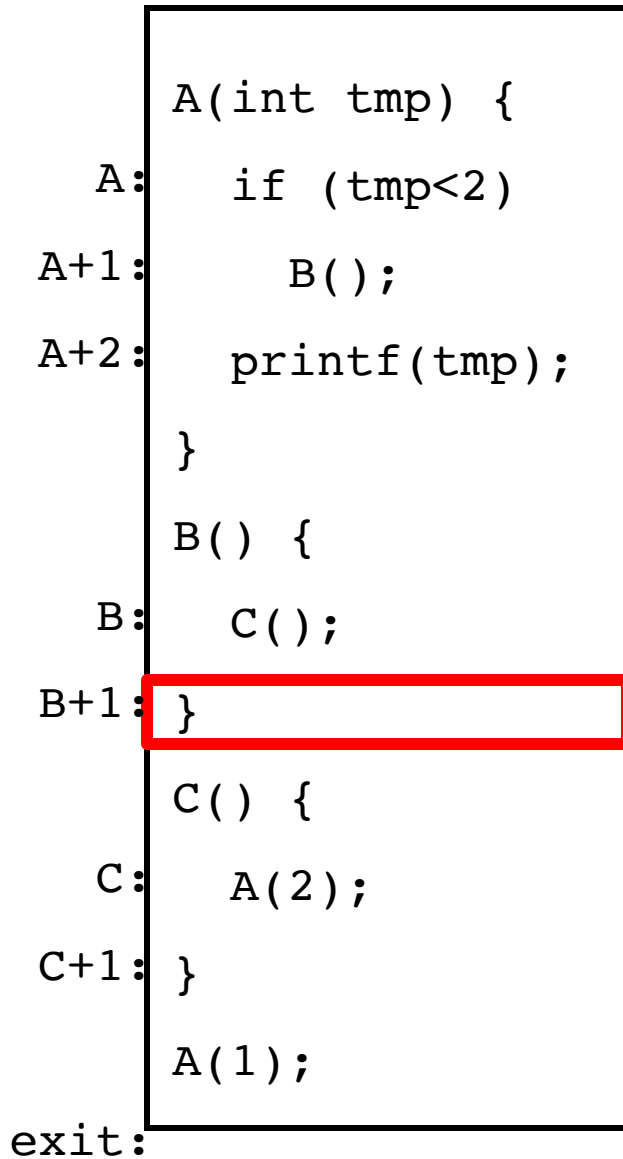 A(int tmp) {
A: if (tmp<2)
A+1: B();
A+2: printf(tmp);
}
B() {
B: C();
B+1: }
C() {
C: A(2);
C+1: }
A(1);
exit: